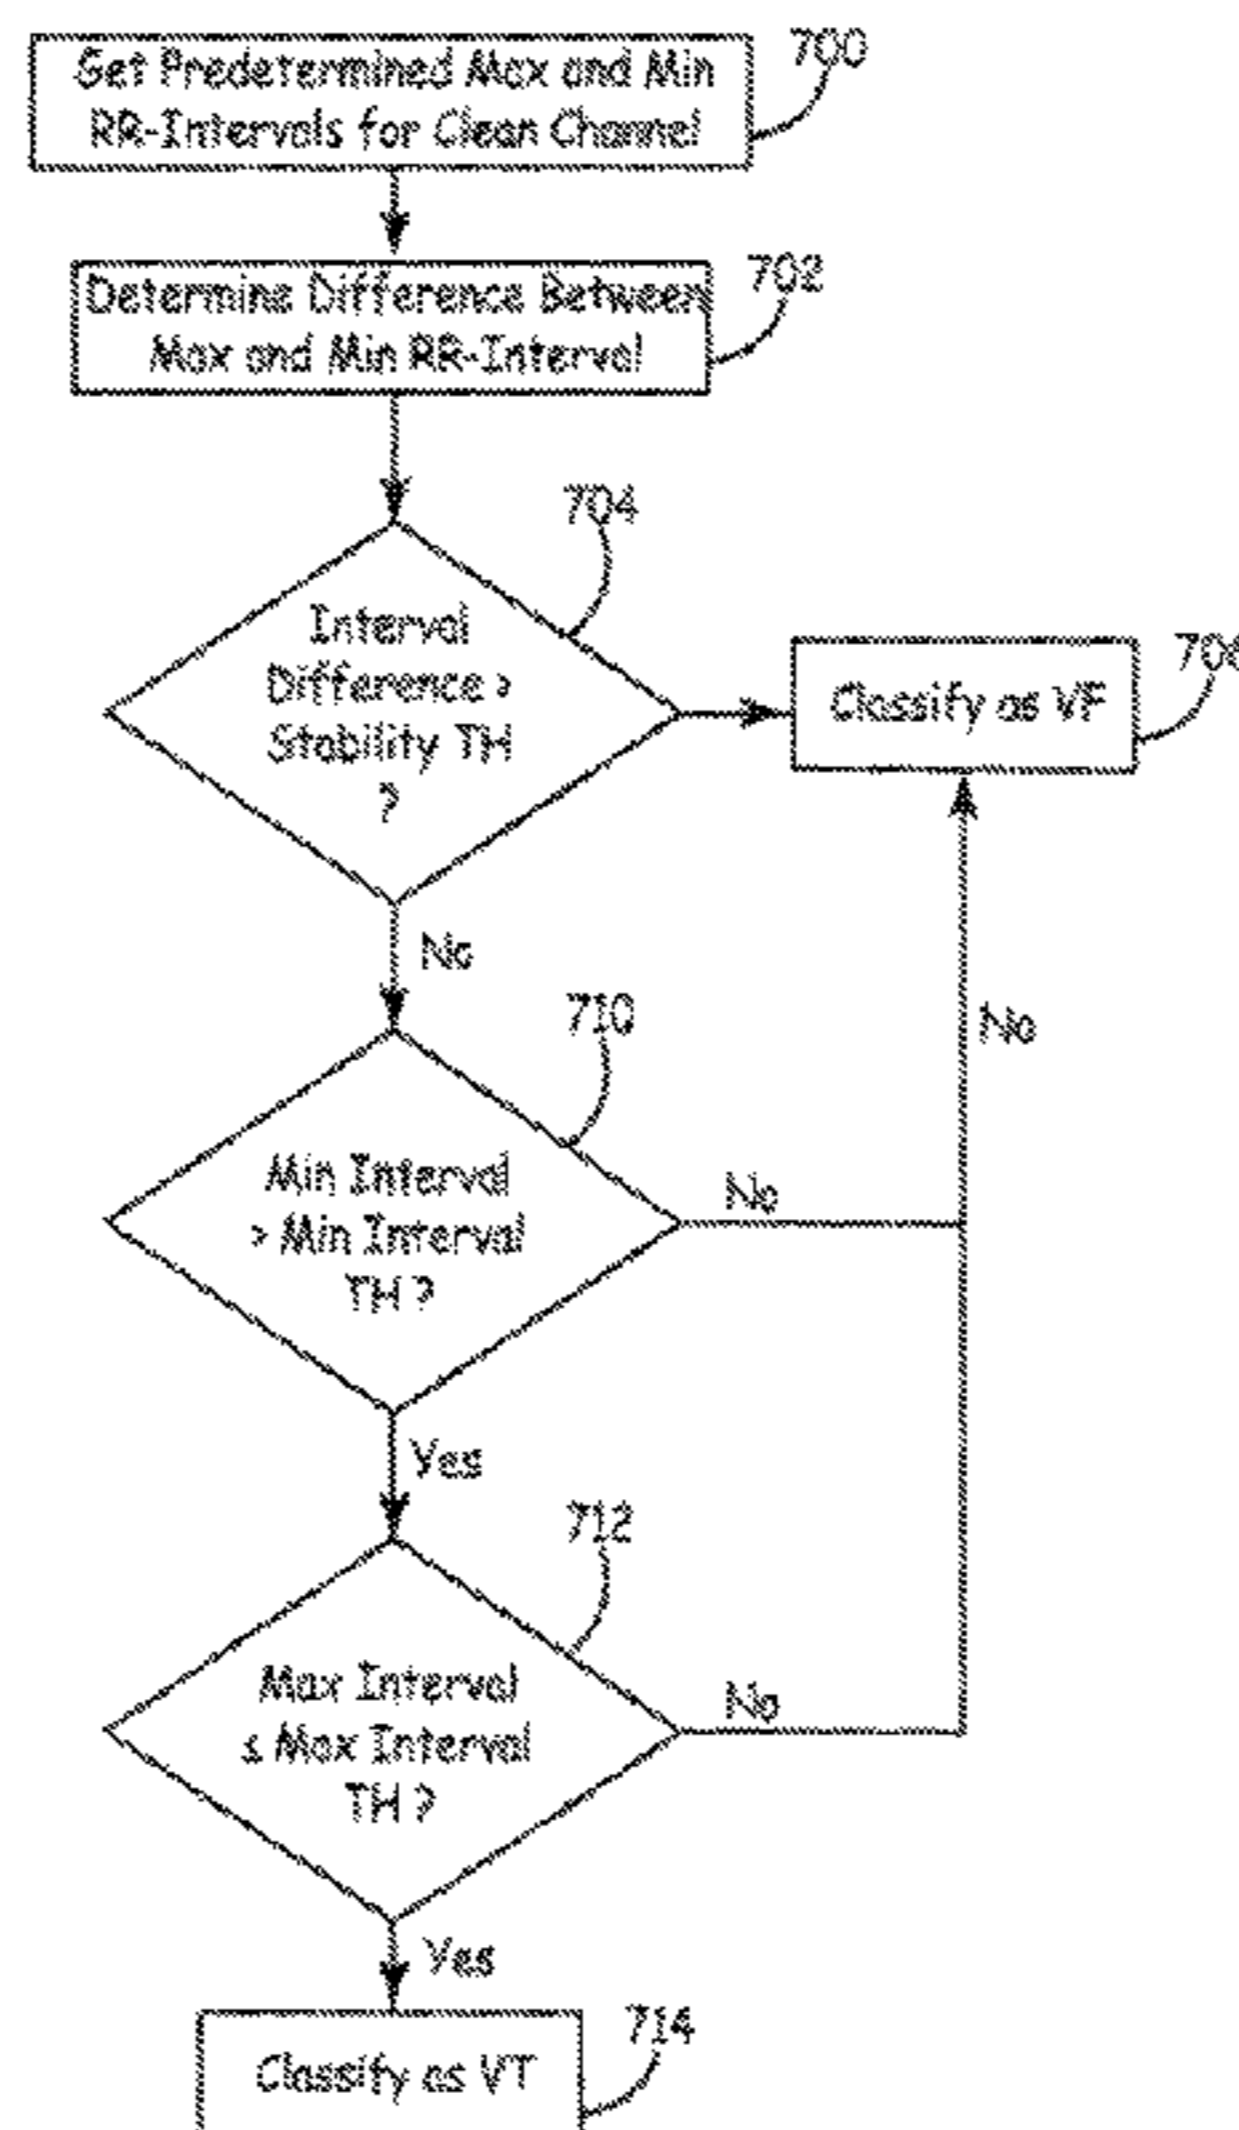 700
Get Predetermined Max and Min
RR-Intervals for Clean Channel
702
Determine Difference Between
Max and Min RR-Interval
704
Interval
Difference >
Stability TH
?
706
Classify as VF
No
710
No
Min Interval
> Min Interval
TH ?
No
Yes
712
Max Interval
≤ Max Interval
TH ?
No
Yes
714
Classify as VT